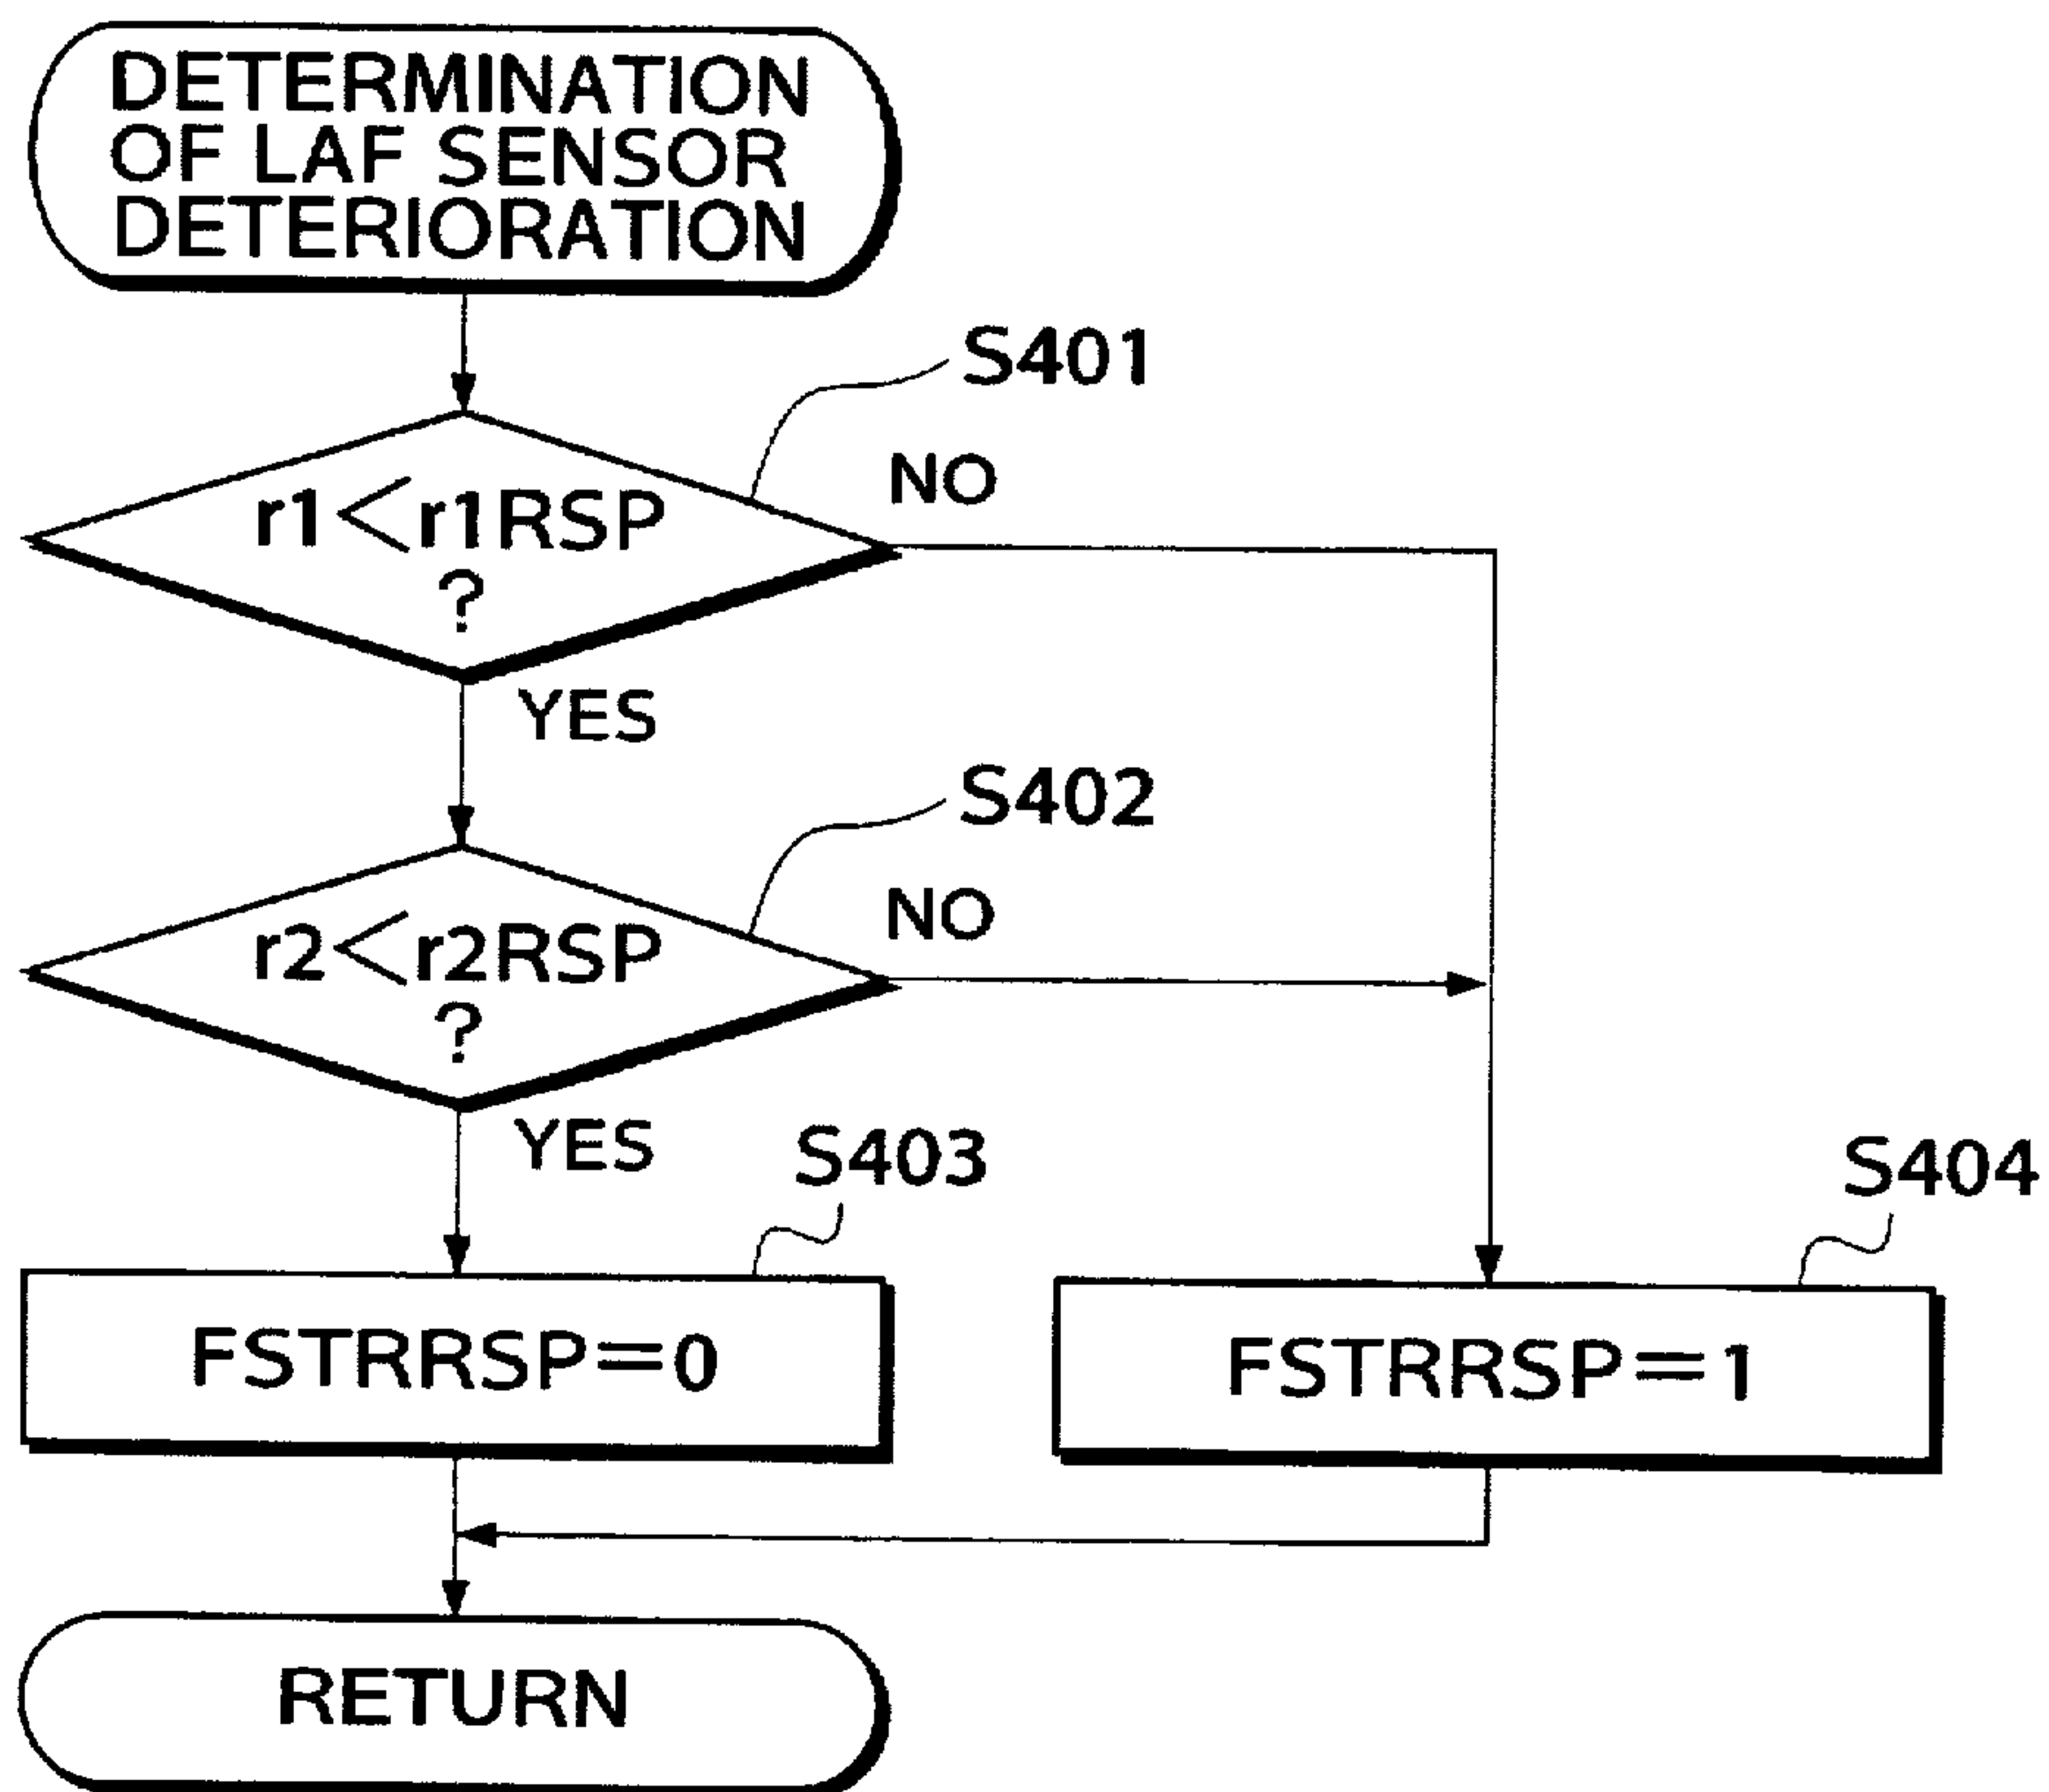 DETERMINATION
OF LAF SENSOR
DETERIORATION
S401
r1<r1RSP
?
NO
YES
S402
r2<r2RSP
?
NO
YES
S403
FSTRRSP=0
S404
FSTRRSP=1
RETURN